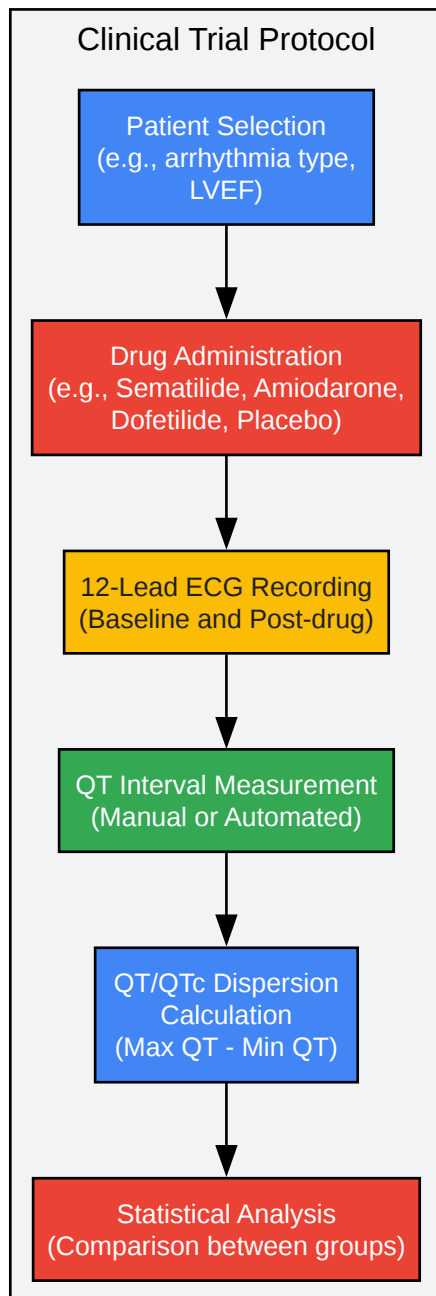 Clinical Trial Protocol
Patient Selection
(e.g., arrhythmia type,
LVEF)
Drug Administration
(e.g., Sematilide, Amiodarone,
Dofetilide, Placebo)
12-Lead ECG Recording
(Baseline and Post-drug)
QT Interval Measurement
(Manual or Automated)
QT/QTc Dispersion
Calculation
(Max QT - Min QT)
Statistical Analysis
(Comparison between groups)